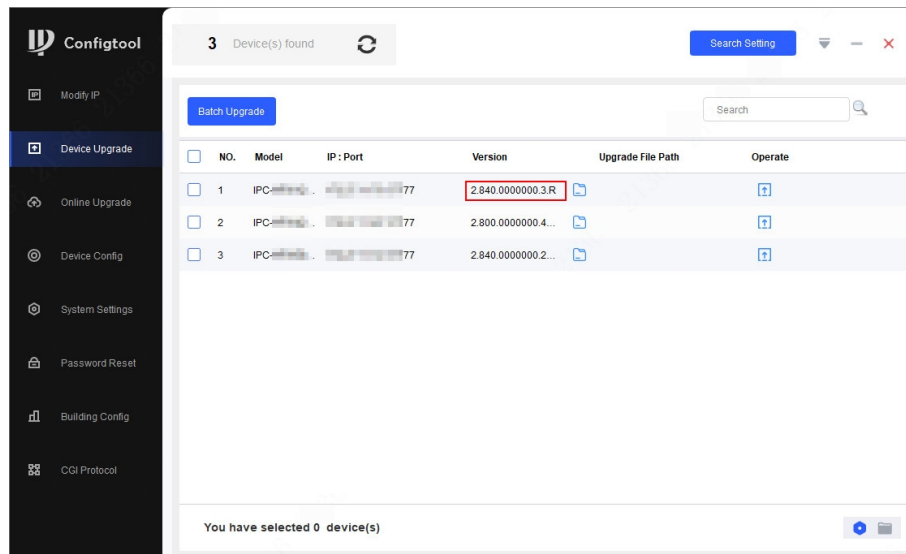 Configtool
3 Device(s) found
Search Setting
Modify IP
Device Upgrade
Online Upgrade
Device Config
System Settings
Password Reset
Building Config
CGI Protocol
Batch Upgrade
Search
NO. Model IP : Port Version Upgrade File Path Operate
1 IPC- 77 2.840.0000000.3.R
2 IPC- 77 2.800.0000000.4...
3 IPC- 77 2.840.0000000.2...
You have selected 0 device(s)